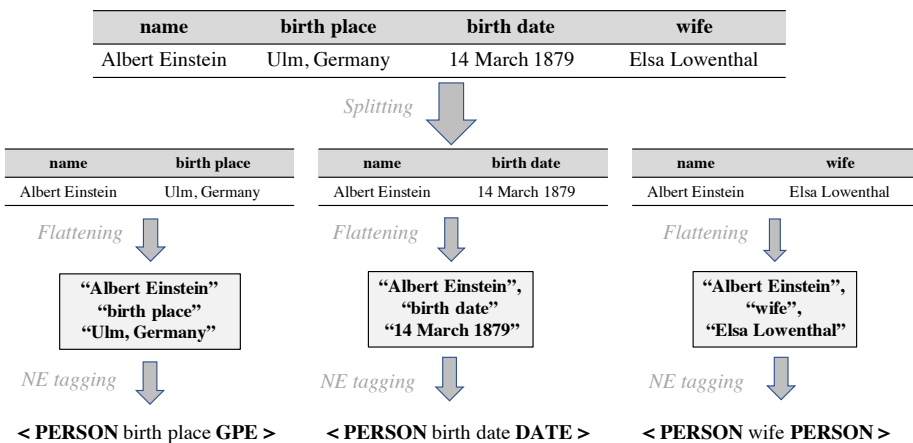 name birth place birth date wife
Albert Einstein Ulm, Germany 14 March 1879 Elsa Lowenthal
Splitting
name birth place name birth date name wife
Albert Einstein Ulm, Germany Albert Einstein 14 March 1879 Albert Einstein Elsa Lowenthal
Flattening Flattening Flattening
“Albert Einstein” “Albert Einstein”, “Albert Einstein”,
“birth place” “birth date” “wife”,
“Ulm, Germany” “14 March 1879” “Elsa Lowenthal”
NE tagging NE tagging NE tagging
< PERSON birth place GPE > < PERSON birth date DATE > < PERSON wife PERSON >